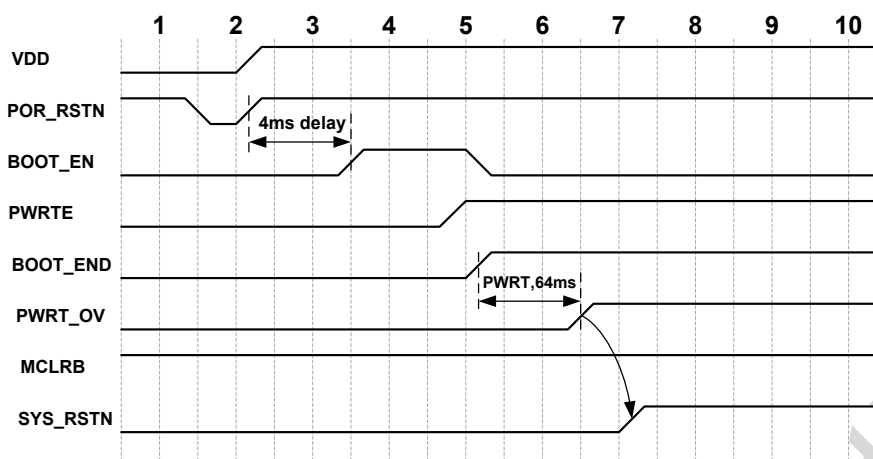 1 2 3 4 5 6 7 8 9 10
VDD
POR_RSTN
4ms delay
BOOT_EN
PWRTE
BOOT_END
PWRT,64ms
PWRT_OV
MCLRB
SYS_RSTN